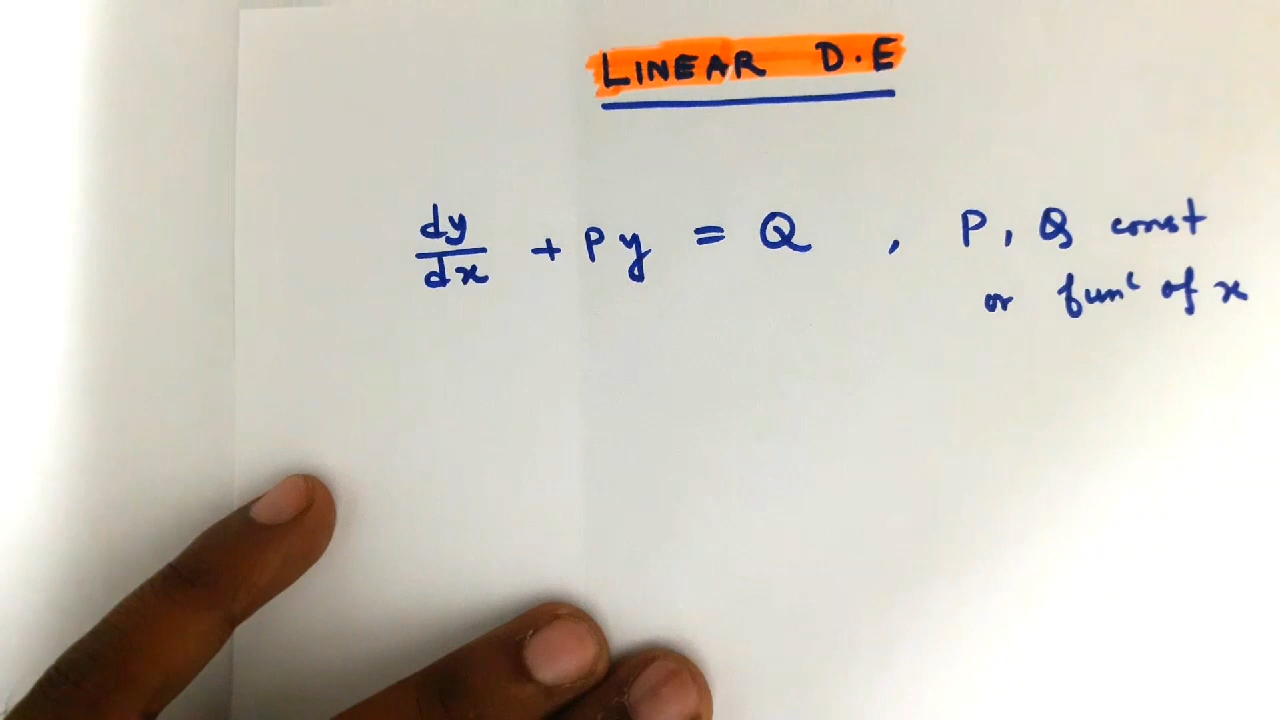 LINEAR D.E
dy/dx + Py = Q , P, Q const
or funᶜ of x